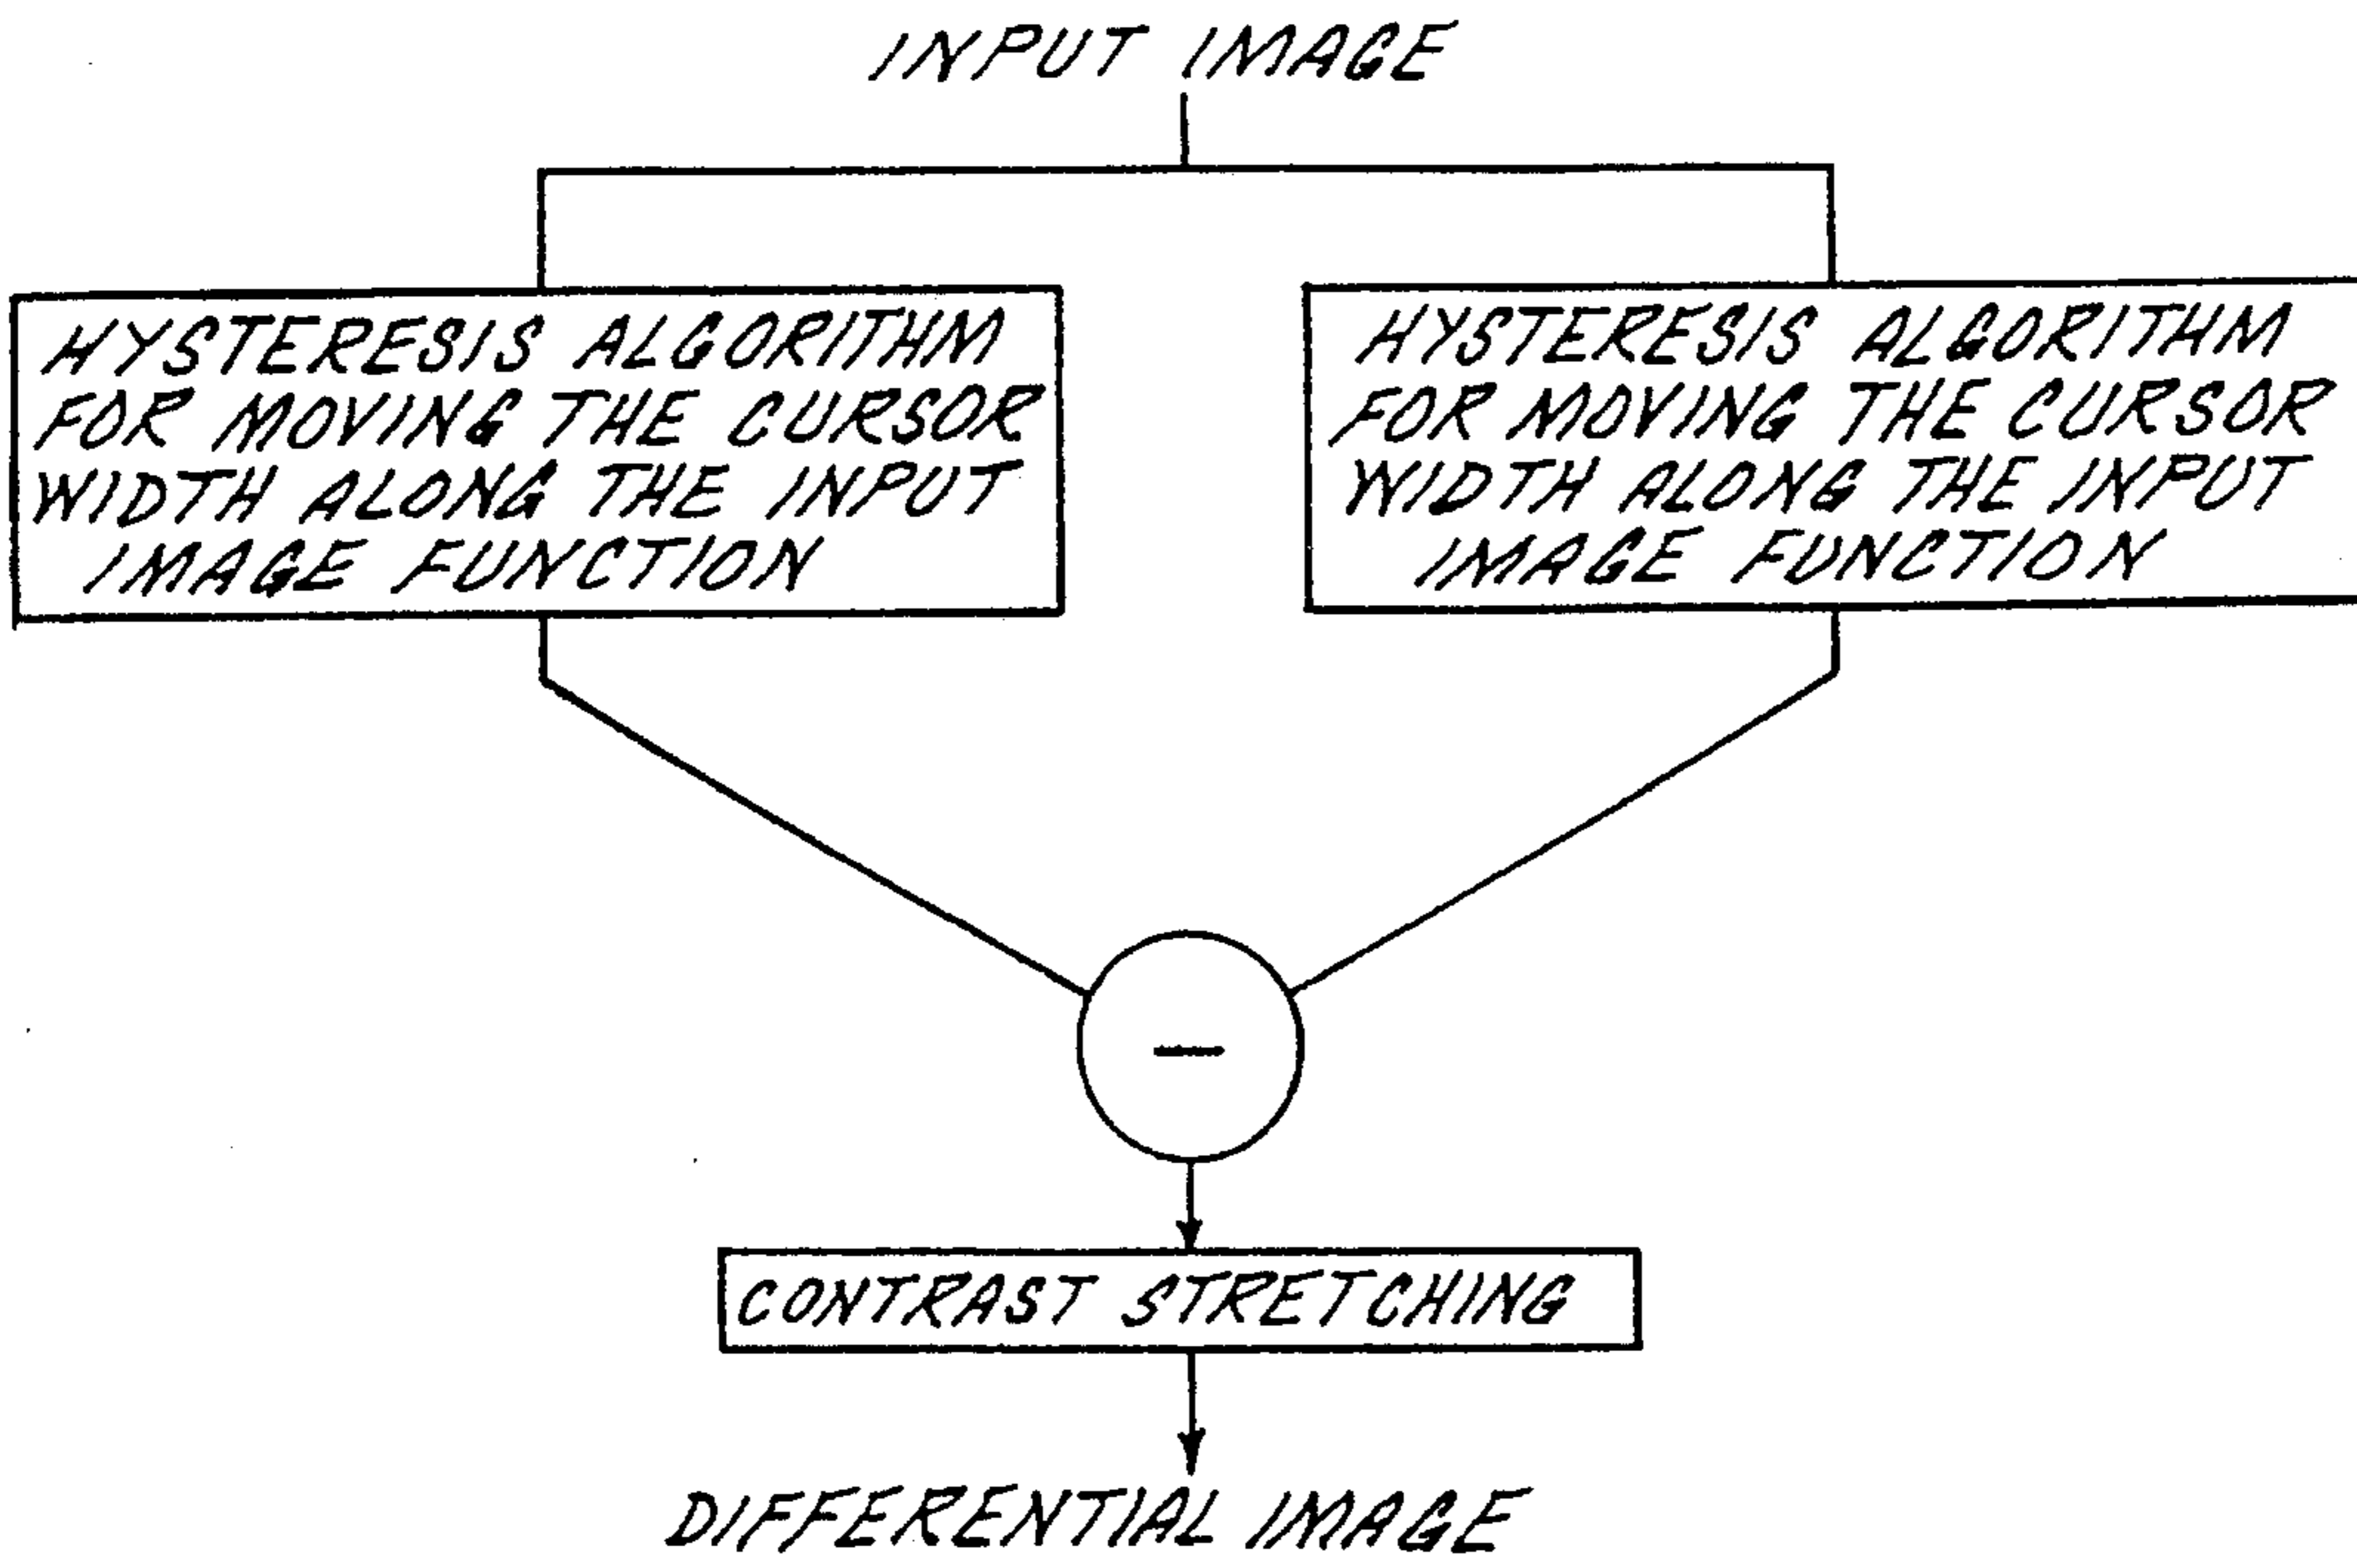 INPUT IMAGE
HYSTERESIS ALGORITHM
FOR MOVING THE CURSOR
WIDTH ALONG THE INPUT
IMAGE FUNCTION
HYSTERESIS ALGORITHM
FOR MOVING THE CURSOR
WIDTH ALONG THE INPUT
IMAGE FUNCTION
—
CONTRAST STRETCHING
DIFFERENTIAL IMAGE